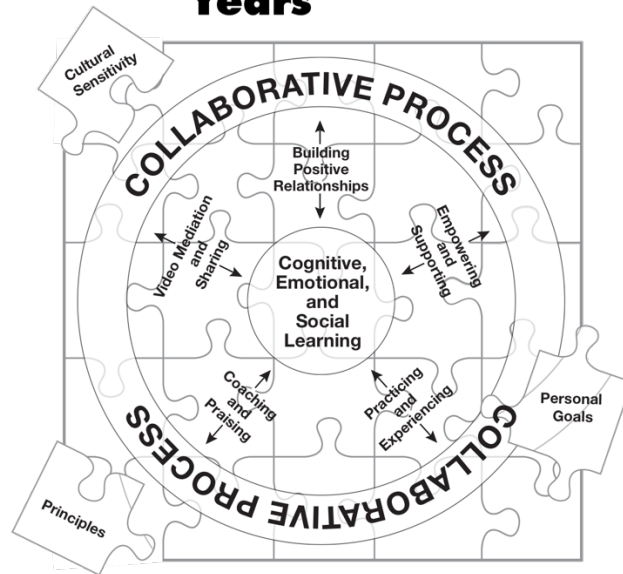 Years
Cultural
Sensitivity
COLLABORATIVE PROCESS
Building
Positive
Relationships
Video Mediation
and
Sharing
Empowering
and
Supporting
Cognitive,
Emotional,
and
Social
Learning
Coaching
and
Praising
Practicing
and
Experiencing
Personal
Goals
COLLABORATIVE PROCESS
Principles